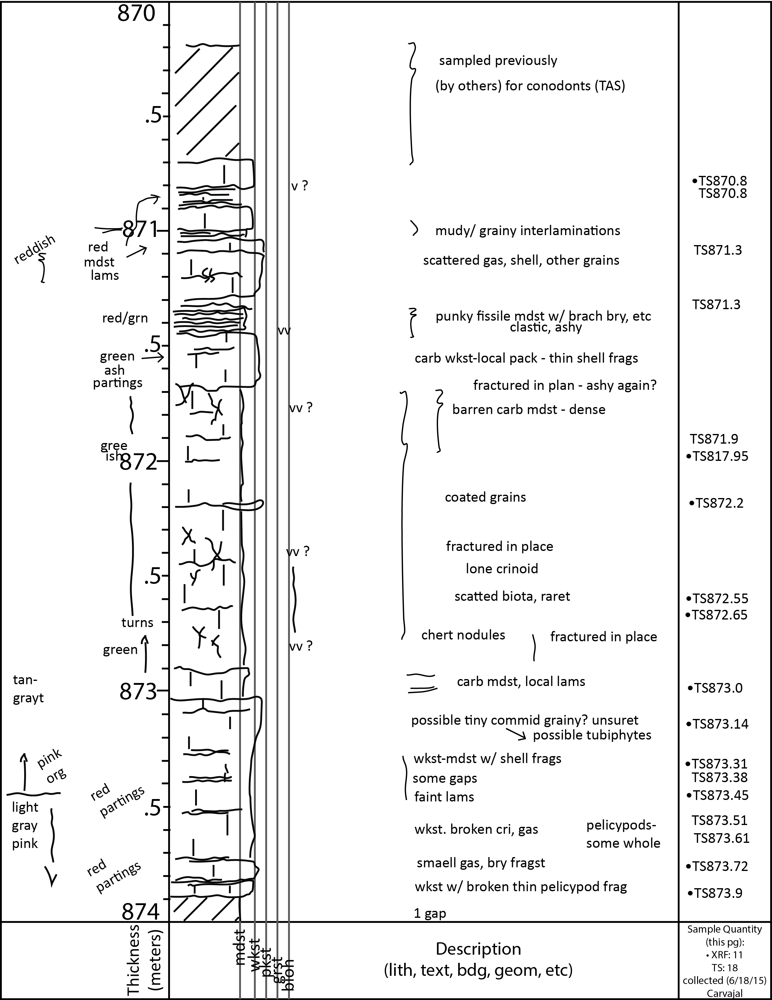 870
sampled previously
(by others) for conodonts (TAS)
.5
•TS870.8
v ?
TS870.8
871
mudy/ grainy interlaminations
reddish
red
mdst
lams
TS871.3
scattered gas, shell, other grains
TS871.3
red/grn
punky fissile mdst w/ brach bry, etc
clastic, ashy
vv
.5
green
ash
partings
carb wkst-local pack - thin shell frags
fractured in plan - ashy again?
vv ?
barren carb mdst - dense
TS871.9
gree
ish
•TS817.95
872
coated grains
•TS872.2
fractured in place
vv ?
lone crinoid
.5
scatted biota, raret
•TS872.55
•TS872.65
turns
chert nodules
fractured in place
green
vv ?
tan-
grayt
carb mdst, local lams
873
•TS873.0
possible tiny commid grainy? unsuret
•TS873.14
possible tubiphytes
pink
org
wkst-mdst w/ shell frags
•TS873.31
some gaps
TS873.38
red
partings
faint lams
•TS873.45
light
gray
pink
.5
TS873.51
wkst. broken cri, gas
pelicypods-
some whole
TS873.61
smaell gas, bry fragst
•TS873.72
red
partings
wkst w/ broken thin pelicypod frag
•TS873.9
874
1 gap
Thickness
(meters)
mdst
wkst
pkst
grst
bioh
Description
(lith, text, bdg, geom, etc)
Sample Quantity
(this pg):
• XRF: 11
TS: 18
collected (6/18/15)
Carvajal